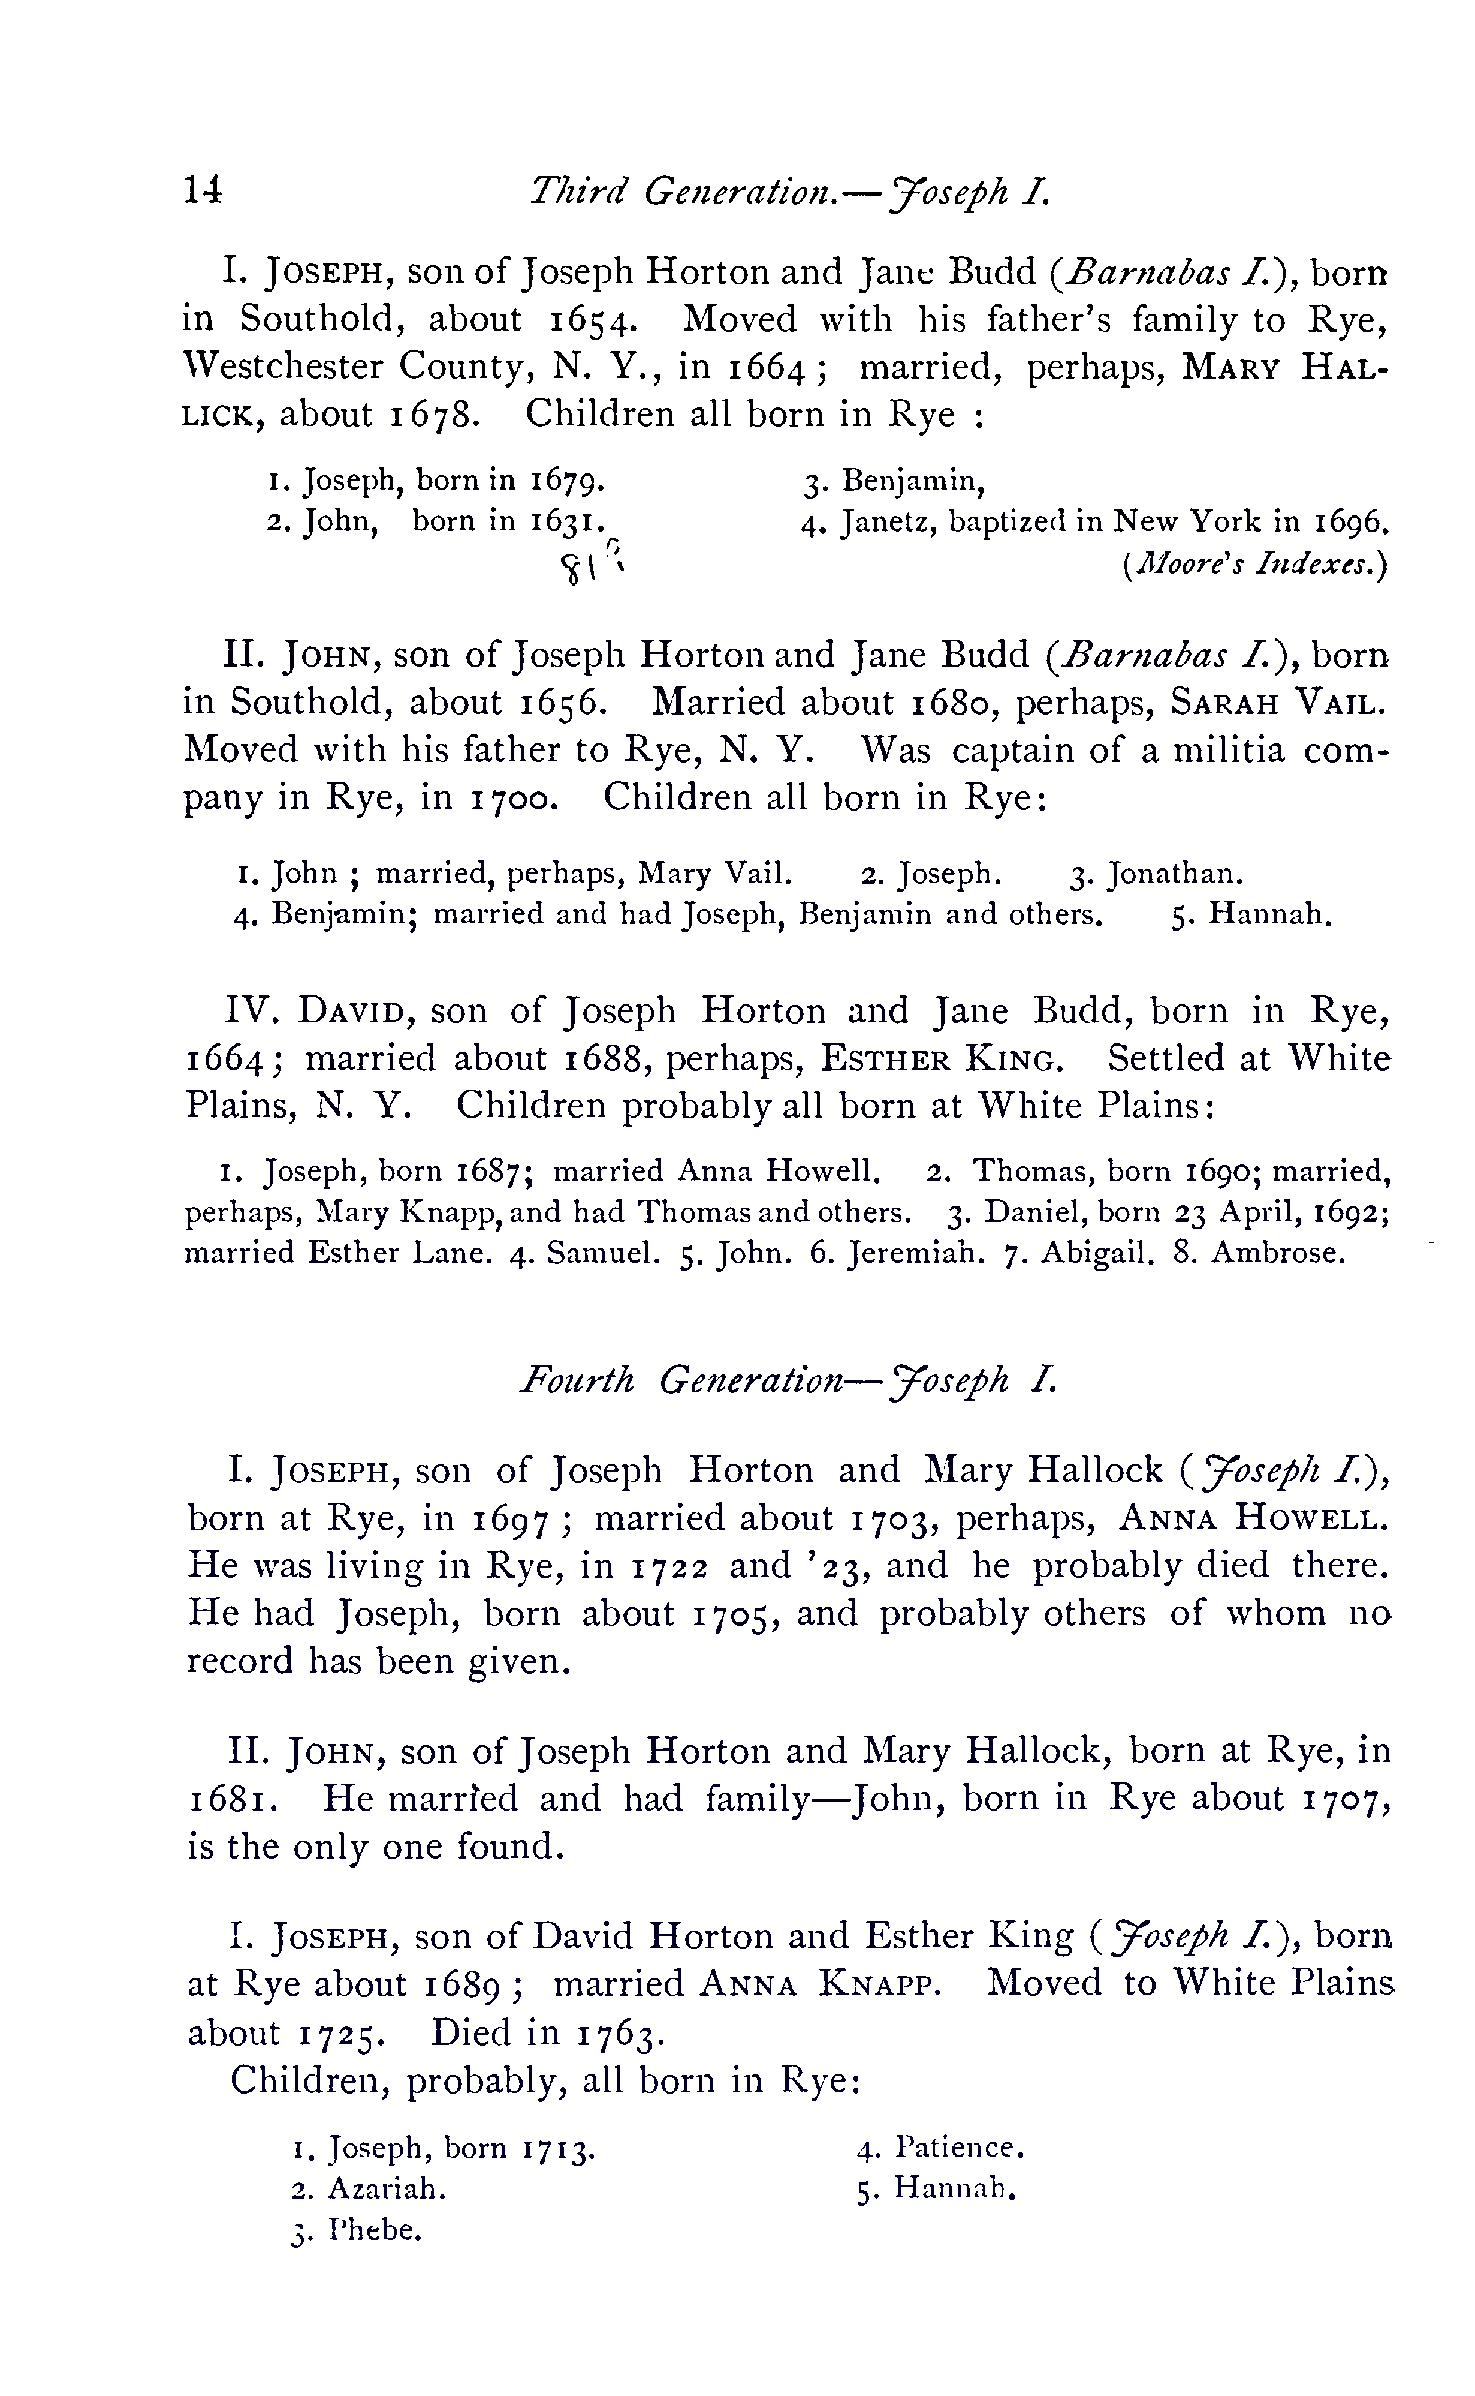 14 Third Generation.—Joseph I.
I. JOSEPH, son of Joseph Horton and Jane Budd (Barnabas I.), born
in Southold, about 1654. Moved with his father's family to Rye,
Westchester County, N. Y., in 1664; married, perhaps, MARY HAL-
LICK, about 1678. Children all born in Rye :
1. Joseph, born in 1679.
2. John, born in 1631.
81?
3. Benjamin,
4. Janetz, baptized in New York in 1696.
(Moore's Indexes.)
II. JOHN, son of Joseph Horton and Jane Budd (Barnabas I.), born
in Southold, about 1656. Married about 1680, perhaps, SARAH VAIL.
Moved with his father to Rye, N. Y. Was captain of a militia com-
pany in Rye, in 1700. Children all born in Rye:
1. John ; married, perhaps, Mary Vail. 2. Joseph. 3. Jonathan.
4. Benjamin; married and had Joseph, Benjamin and others. 5. Hannah.
IV. DAVID, son of Joseph Horton and Jane Budd, born in Rye,
1664; married about 1688, perhaps, ESTHER KING. Settled at White
Plains, N. Y. Children probably all born at White Plains:
1. Joseph, born 1687; married Anna Howell. 2. Thomas, born 1690; married,
perhaps, Mary Knapp, and had Thomas and others. 3. Daniel, born 23 April, 1692;
married Esther Lane. 4. Samuel. 5. John. 6. Jeremiah. 7. Abigail. 8. Ambrose.
Fourth Generation—Joseph I.
I. JOSEPH, son of Joseph Horton and Mary Hallock (Joseph I.),
born at Rye, in 1697 ; married about 1703, perhaps, ANNA HOWELL.
He was living in Rye, in 1722 and '23, and he probably died there.
He had Joseph, born about 1705, and probably others of whom no
record has been given.
II. JOHN, son of Joseph Horton and Mary Hallock, born at Rye, in
1681. He married and had family—John, born in Rye about 1707,
is the only one found.
I. JOSEPH, son of David Horton and Esther King (Joseph I.), born
at Rye about 1689 ; married ANNA KNAPP. Moved to White Plains
about 1725. Died in 1763.
Children, probably, all born in Rye:
1. Joseph, born 1713.
2. Azariah.
3. Phebe.
4. Patience.
5. Hannah.